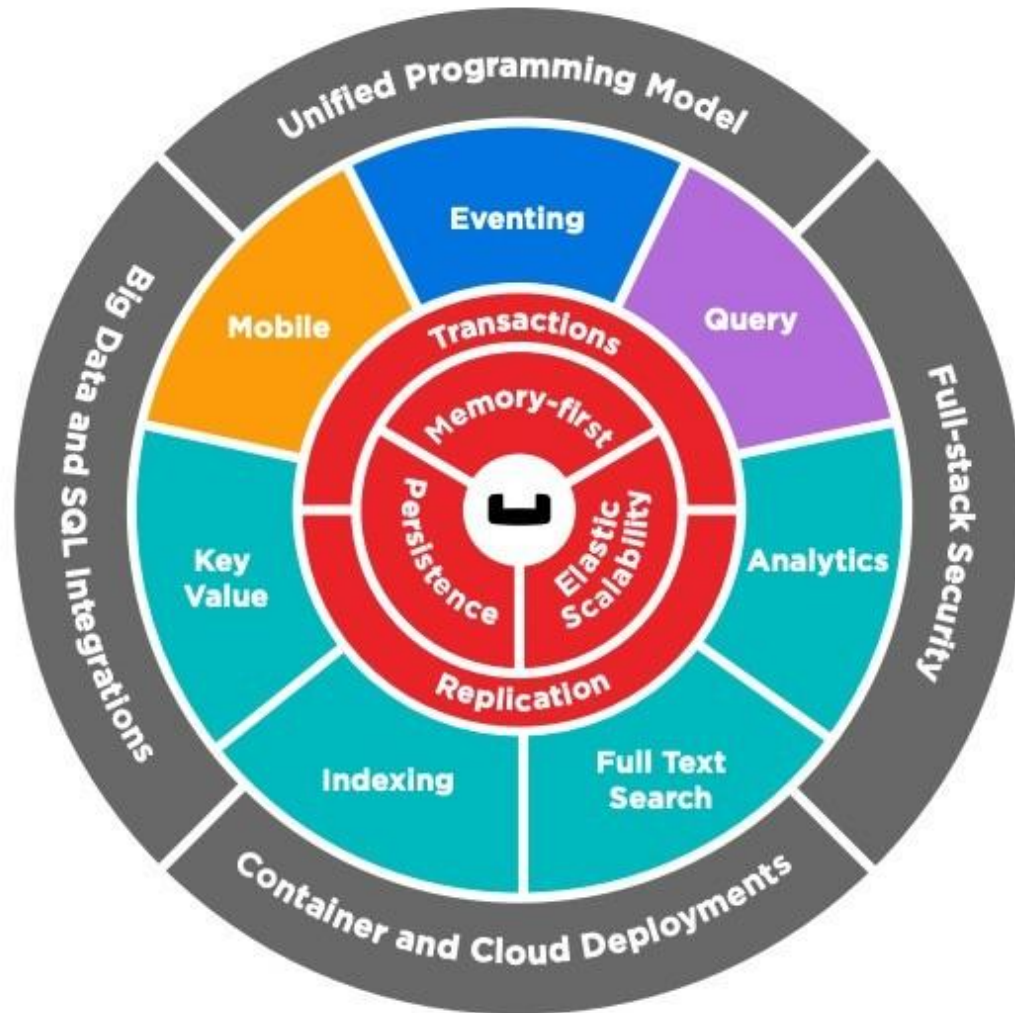 Unified Programming Model
Full-stack Security
Container and Cloud Deployments
Big Data and SQL Integrations
Eventing
Query
Analytics
Full Text
Search
Indexing
Key
Value
Mobile
Transactions
Replication
Memory-first
Elastic
Scalability
Persistence